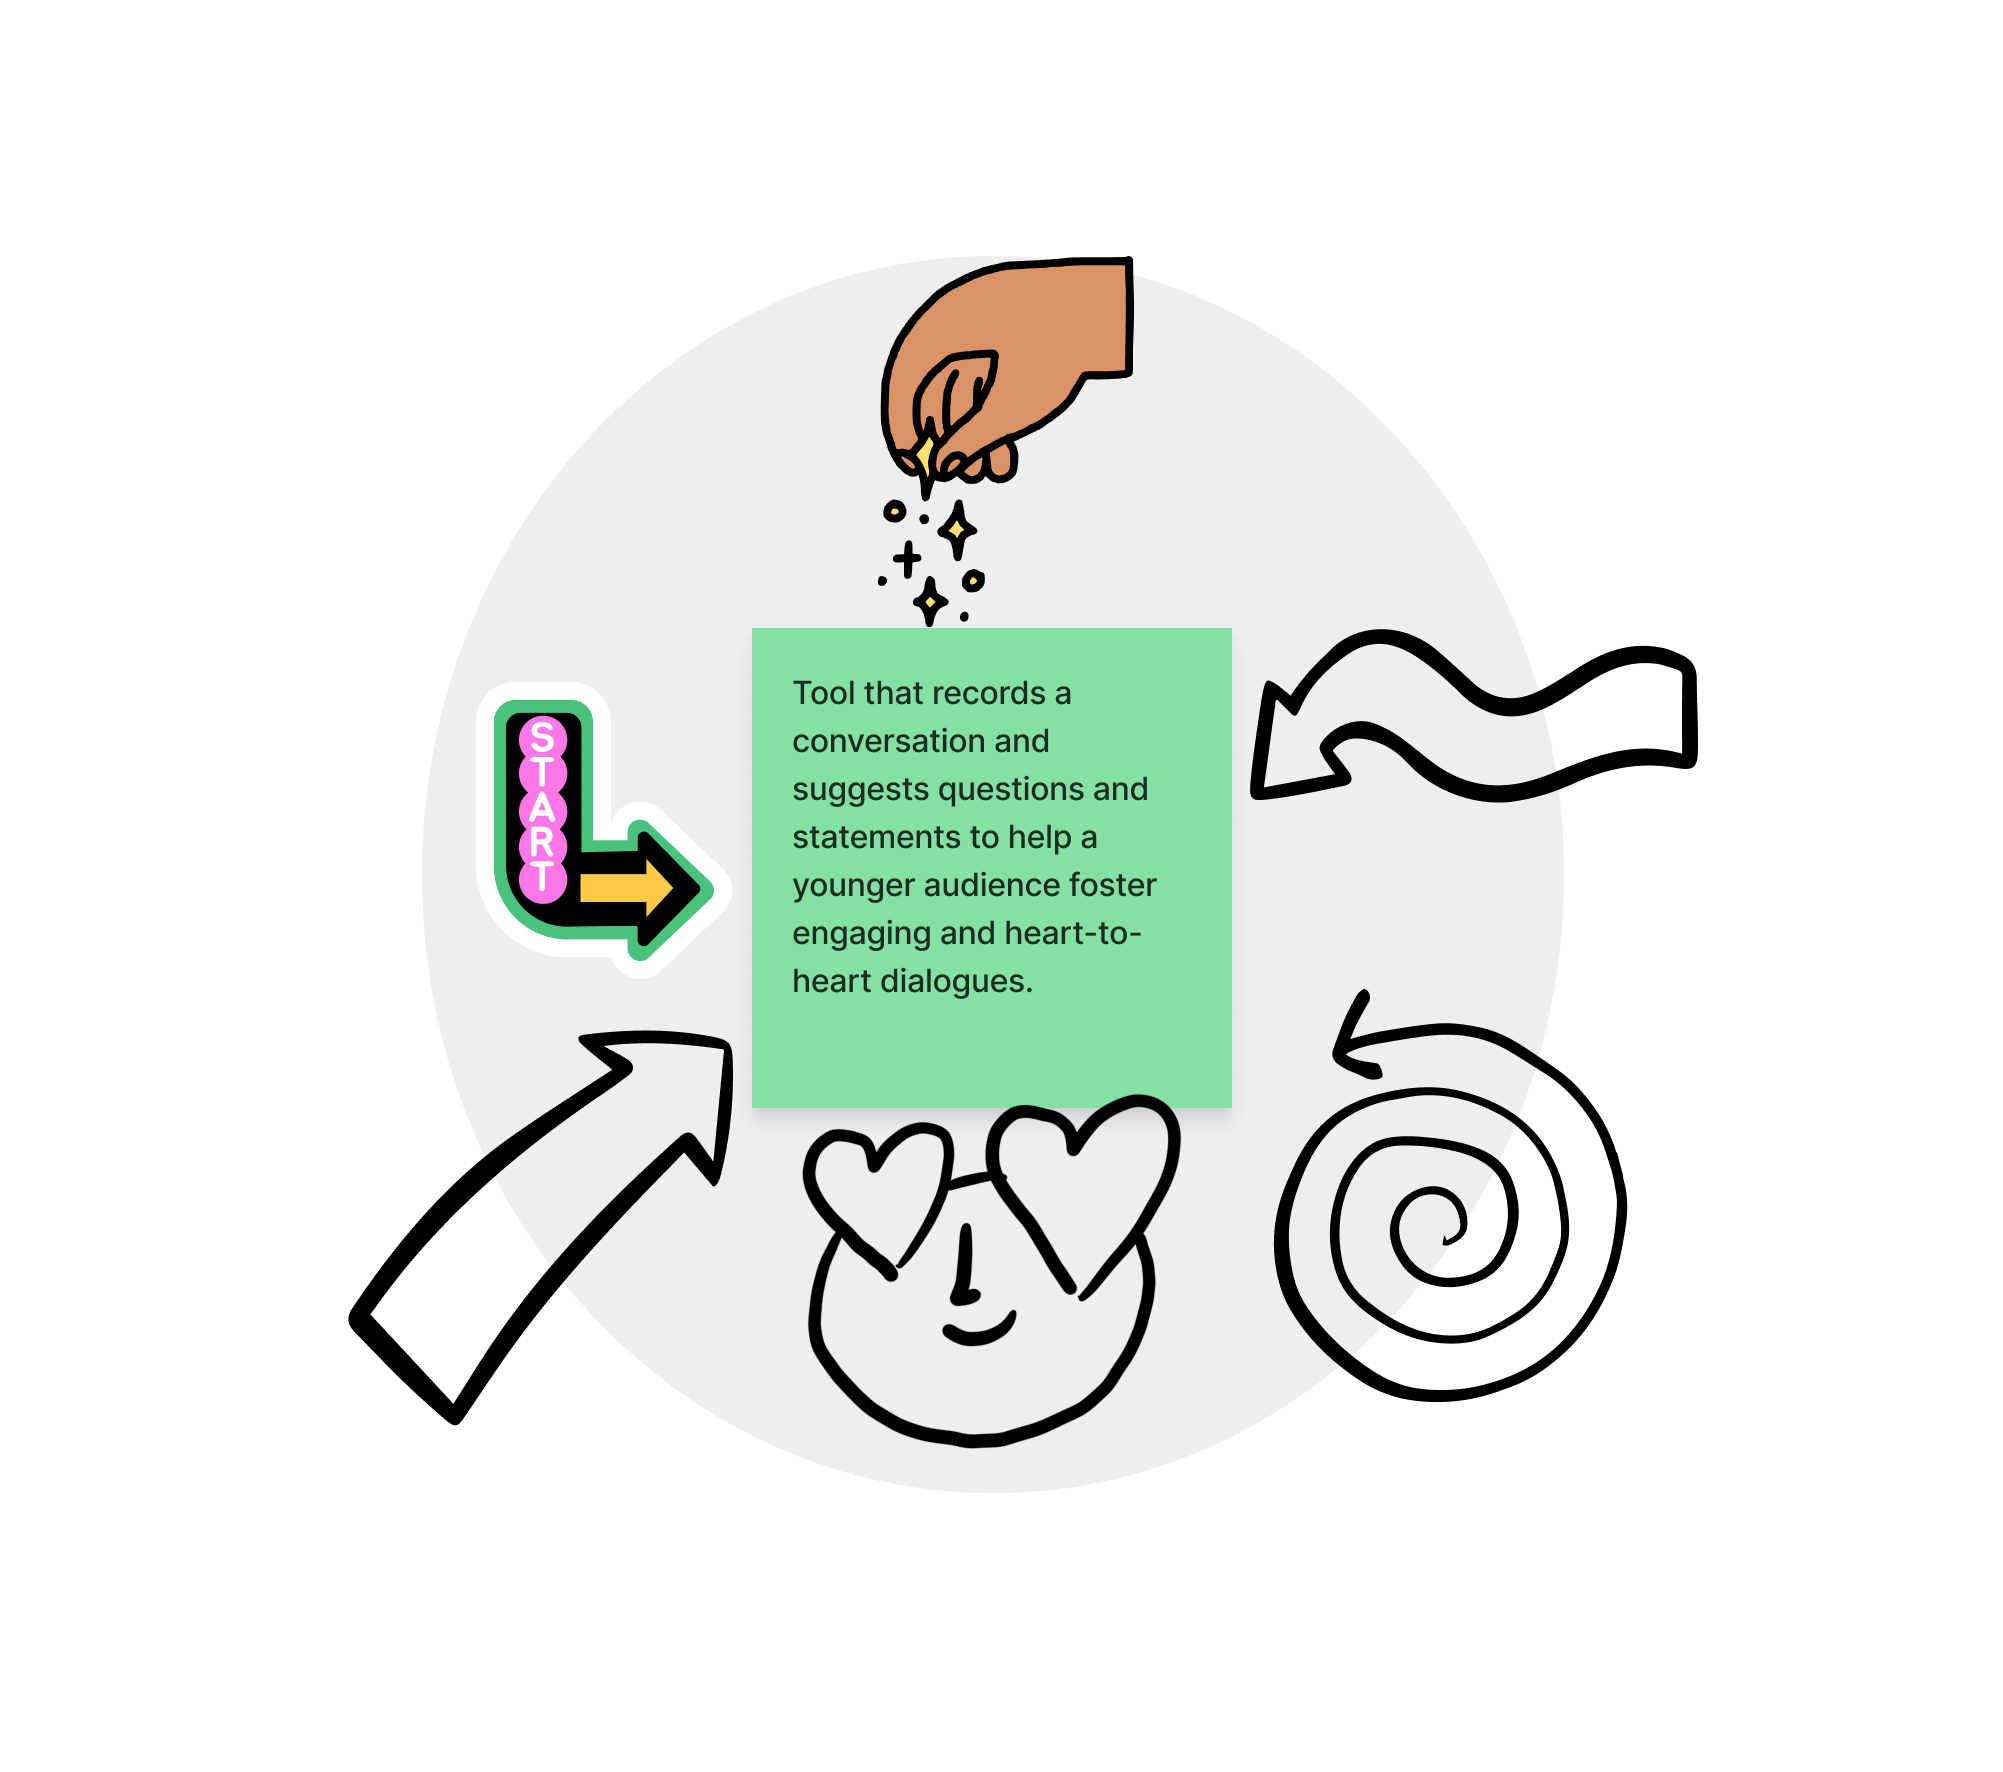 START
Tool that records a
conversation and
suggests questions and
statements to help a
younger audience foster
engaging and heart-to-
heart dialogues.